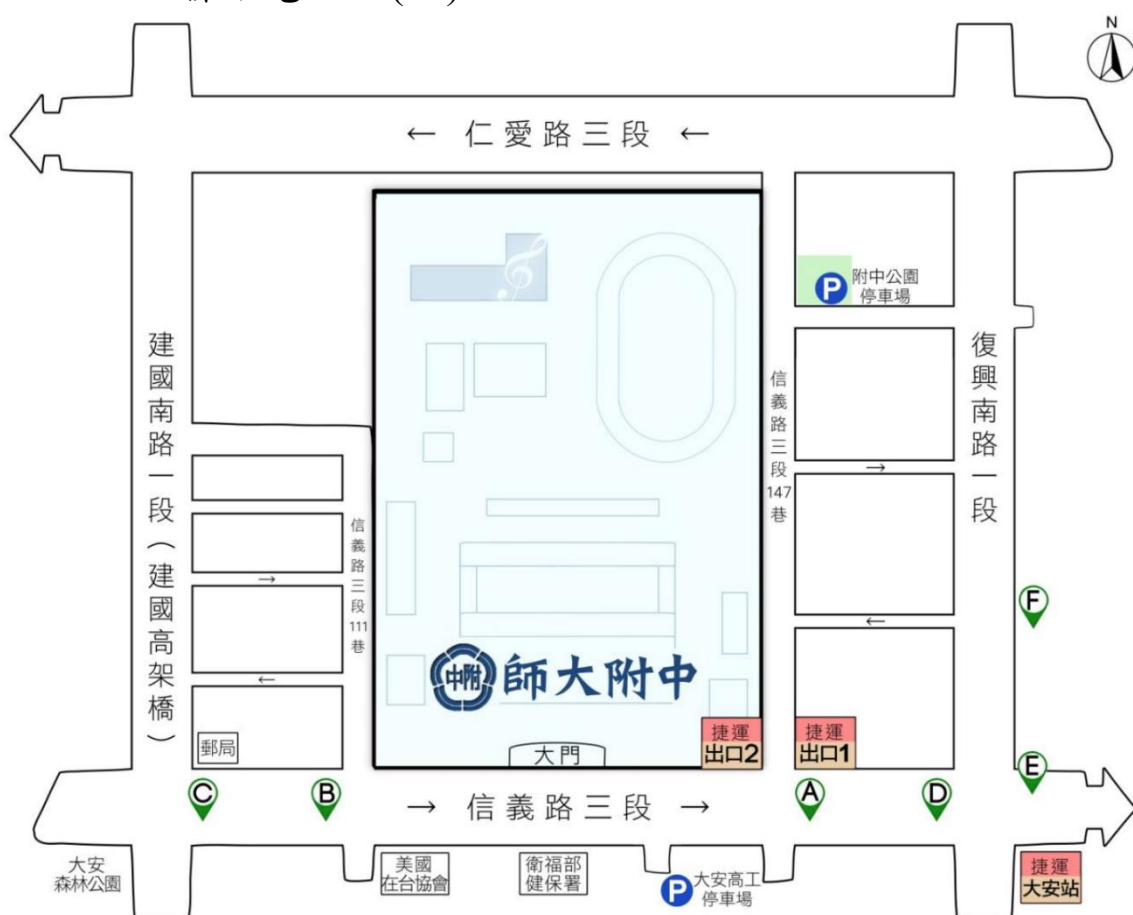 N
← 仁愛路三段 ←
附中公園
停車場
P
建國南路一段（建國高架橋）
復興南路一段
信義路三段147巷
→
信義路三段111巷
→
F
←
←
附中
師大附中
郵局
大門
捷運
出口2
捷運
出口1
E
C
B
→ 信義路三段 →
A
D
大安
森林公園
美國
在台協會
衛福部
健保署
P
大安高工
停車場
捷運
大安站